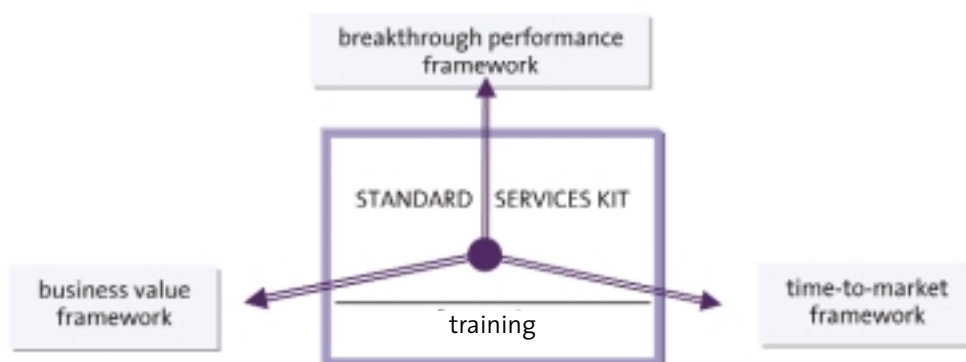 breakthrough performance
framework
STANDARD SERVICES KIT
business value
framework
time-to-market
framework
training